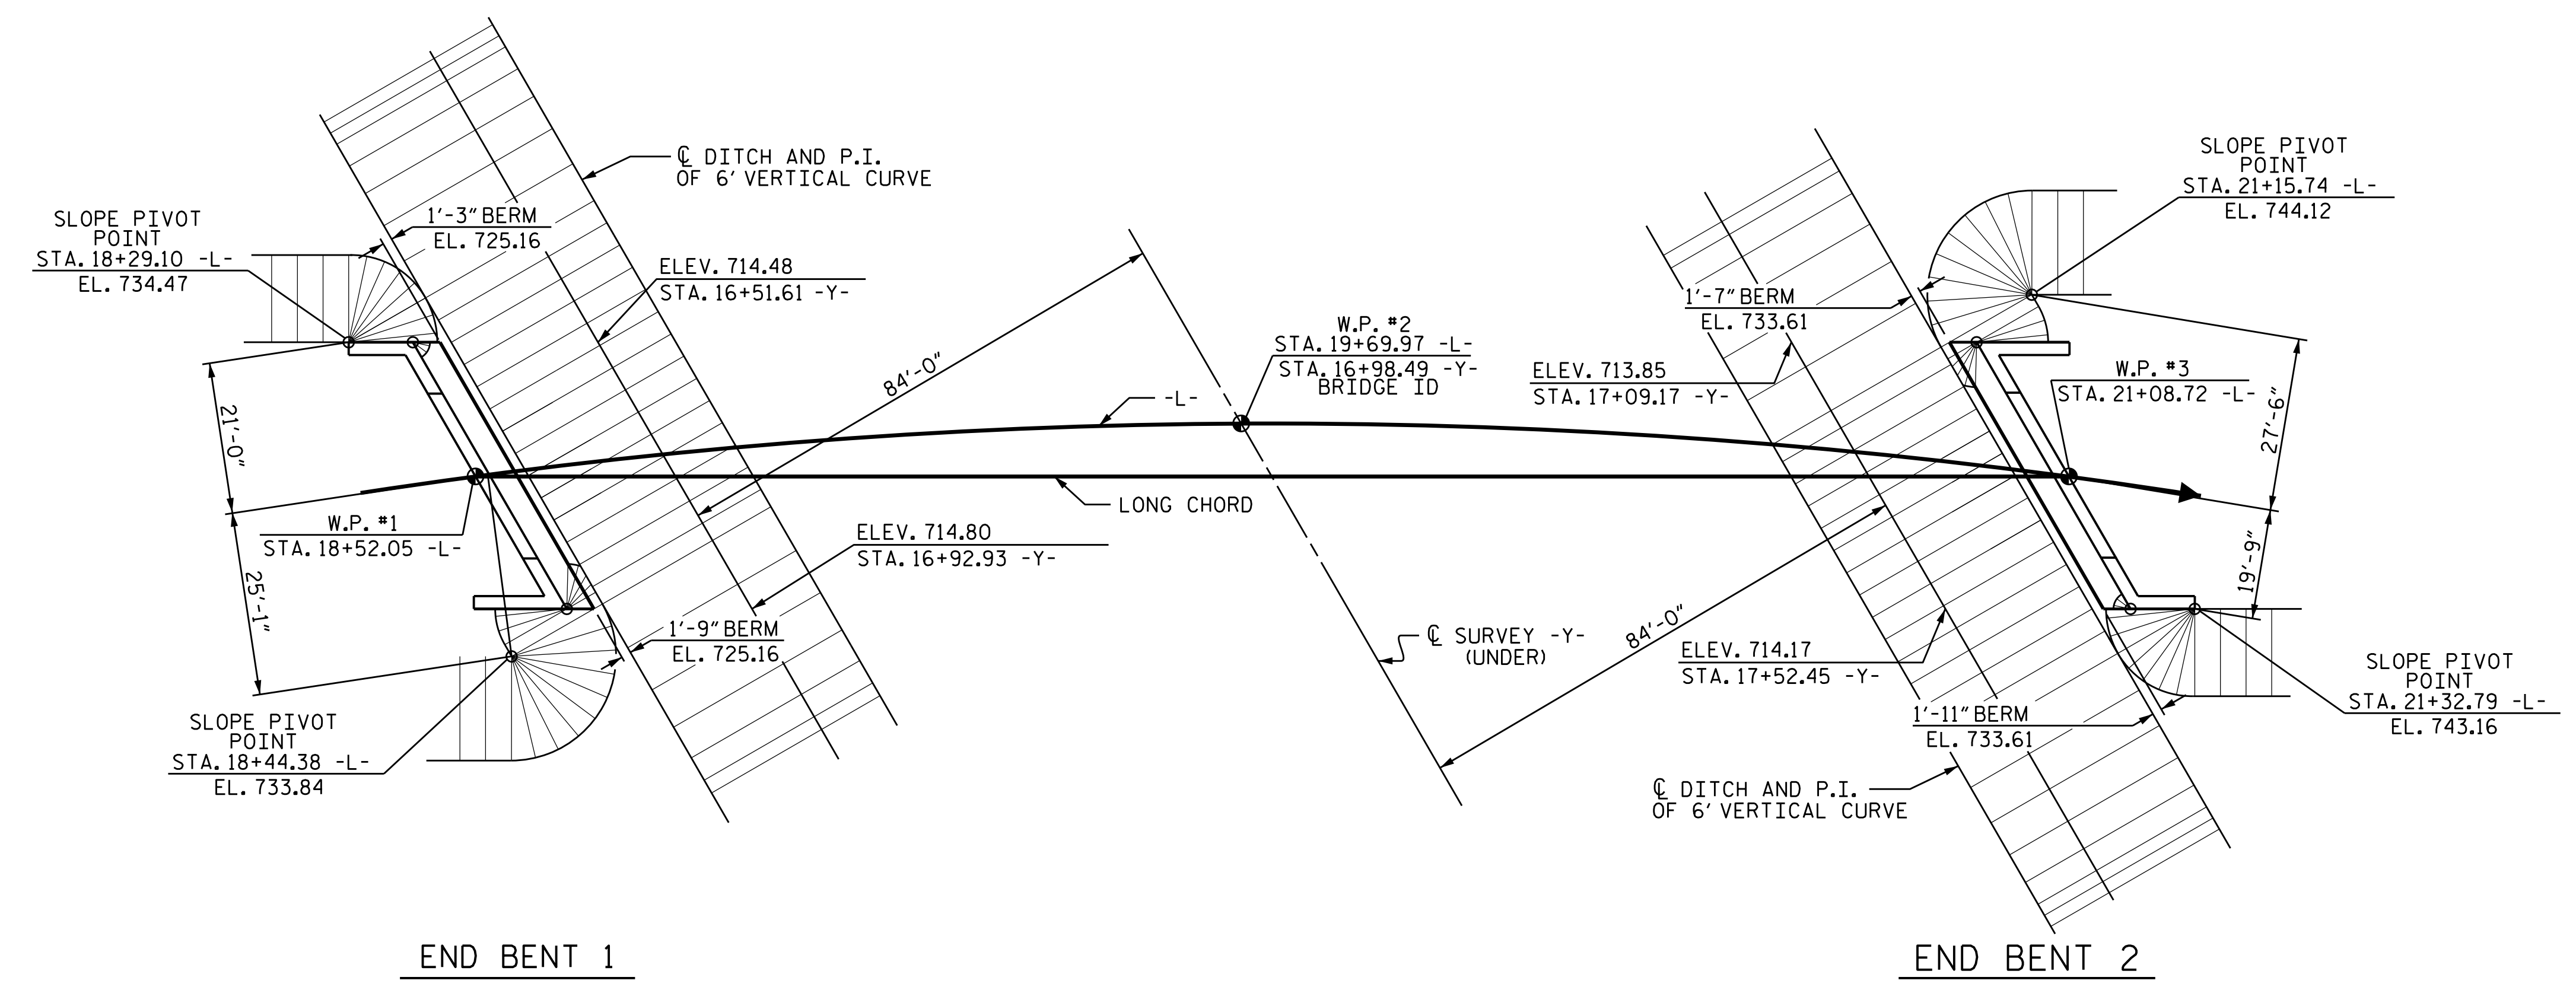 ℄ DITCH AND P.I.
OF 6' VERTICAL CURVE
SLOPE PIVOT
POINT
STA. 18+29.10 -L-
EL. 734.47
1'-3" BERM
EL. 725.16
ELEV. 714.48
STA. 16+51.61 -Y-
84'-0"
W.P. #2
STA. 19+69.97 -L-
STA. 16+98.49 -Y-
BRIDGE ID
-L-
LONG CHORD
21'-0"
25'-1"
W.P. #1
STA. 18+52.05 -L-
ELEV. 714.80
STA. 16+92.93 -Y-
1'-9" BERM
EL. 725.16
SLOPE PIVOT
POINT
STA. 18+44.38 -L-
EL. 733.84
END BENT 1
SLOPE PIVOT
POINT
STA. 21+15.74 -L-
EL. 744.12
1'-7" BERM
EL. 733.61
ELEV. 713.85
STA. 17+09.17 -Y-
W.P. #3
STA. 21+08.72 -L-
27'-6"
19'-9"
℄ SURVEY -Y-
(UNDER)
84'-0"
ELEV. 714.17
STA. 17+52.45 -Y-
1'-11" BERM
EL. 733.61
SLOPE PIVOT
POINT
STA. 21+32.79 -L-
EL. 743.16
℄ DITCH AND P.I.
OF 6' VERTICAL CURVE
END BENT 2